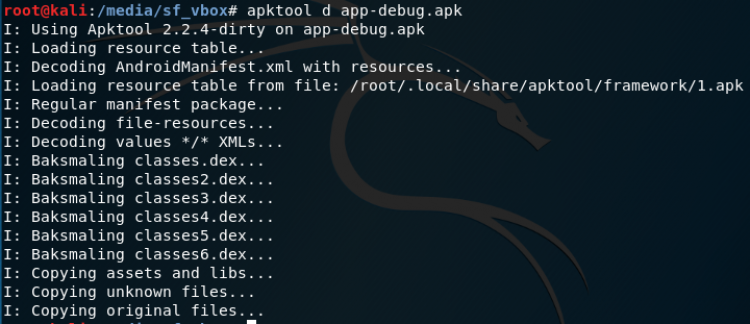 root@kali:/media/sf_vbox# apktool d app-debug.apk
I: Using Apktool 2.2.4-dirty on app-debug.apk
I: Loading resource table...
I: Decoding AndroidManifest.xml with resources...
I: Loading resource table from file: /root/.local/share/apktool/framework/1.apk
I: Regular manifest package...
I: Decoding file-resources...
I: Decoding values */* XMLs...
I: Baksmaling classes.dex...
I: Baksmaling classes2.dex...
I: Baksmaling classes3.dex...
I: Baksmaling classes4.dex...
I: Baksmaling classes5.dex...
I: Baksmaling classes6.dex...
I: Copying assets and libs...
I: Copying unknown files...
I: Copying original files...